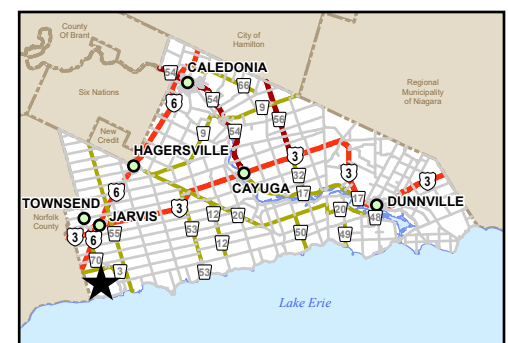 County
Of Brant
City of
Hamilton
CALEDONIA
54
66
Six Nations
Regional
Municipality
of Niagara
6
54
9
56
New
Credit
9
54
HAGERSVILLE
3
32
3
3
6
CAYUGA
17
17
TOWNSEND
DUNNVILLE
Norfolk
County
JARVIS
3
12
20
20
48
3
6
55
53
12
50
49
70
3
53
Lake Erie